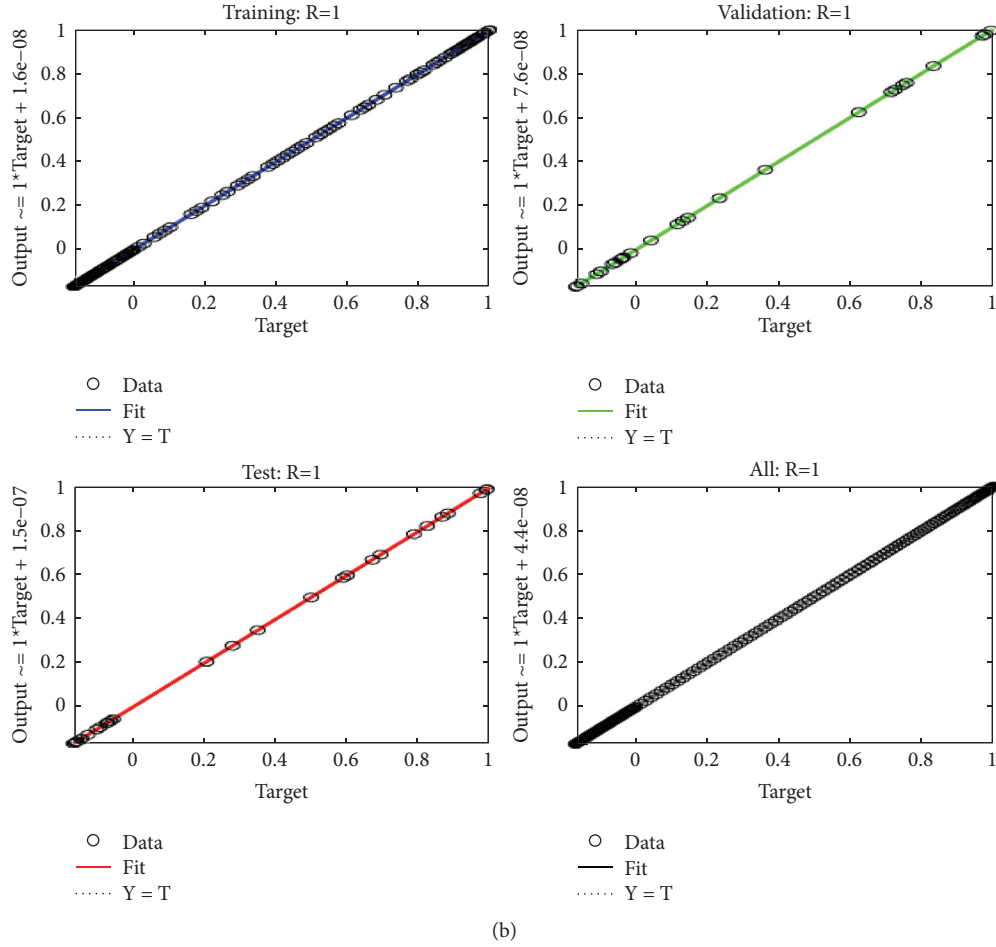 Training: R=1
Output ~= 1*Target + 1.6e-08
1
0.8
0.6
0.4
0.2
0
0
0.2
0.4
0.6
0.8
1
Target
Data
Fit
Y = T
Validation: R=1
Output ~= 1*Target + 7.6e-08
1
0.8
0.6
0.4
0.2
0
0
0.2
0.4
0.6
0.8
1
Target
Data
Fit
Y = T
Test: R=1
Output ~= 1*Target + 1.5e-07
1
0.8
0.6
0.4
0.2
0
0
0.2
0.4
0.6
0.8
1
Target
Data
Fit
Y = T
All: R=1
Output ~= 1*Target + 4.4e-08
1
0.8
0.6
0.4
0.2
0
0
0.2
0.4
0.6
0.8
1
Target
Data
Fit
Y = T
(b)